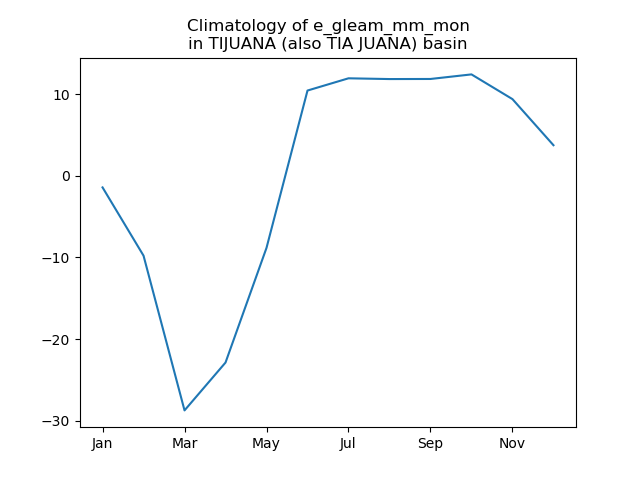 Climatology of e_gleam_mm_mon
in TIJUANA (also TIA JUANA) basin
10
0
−10
−20
−30
Jan Mar May Jul Sep Nov